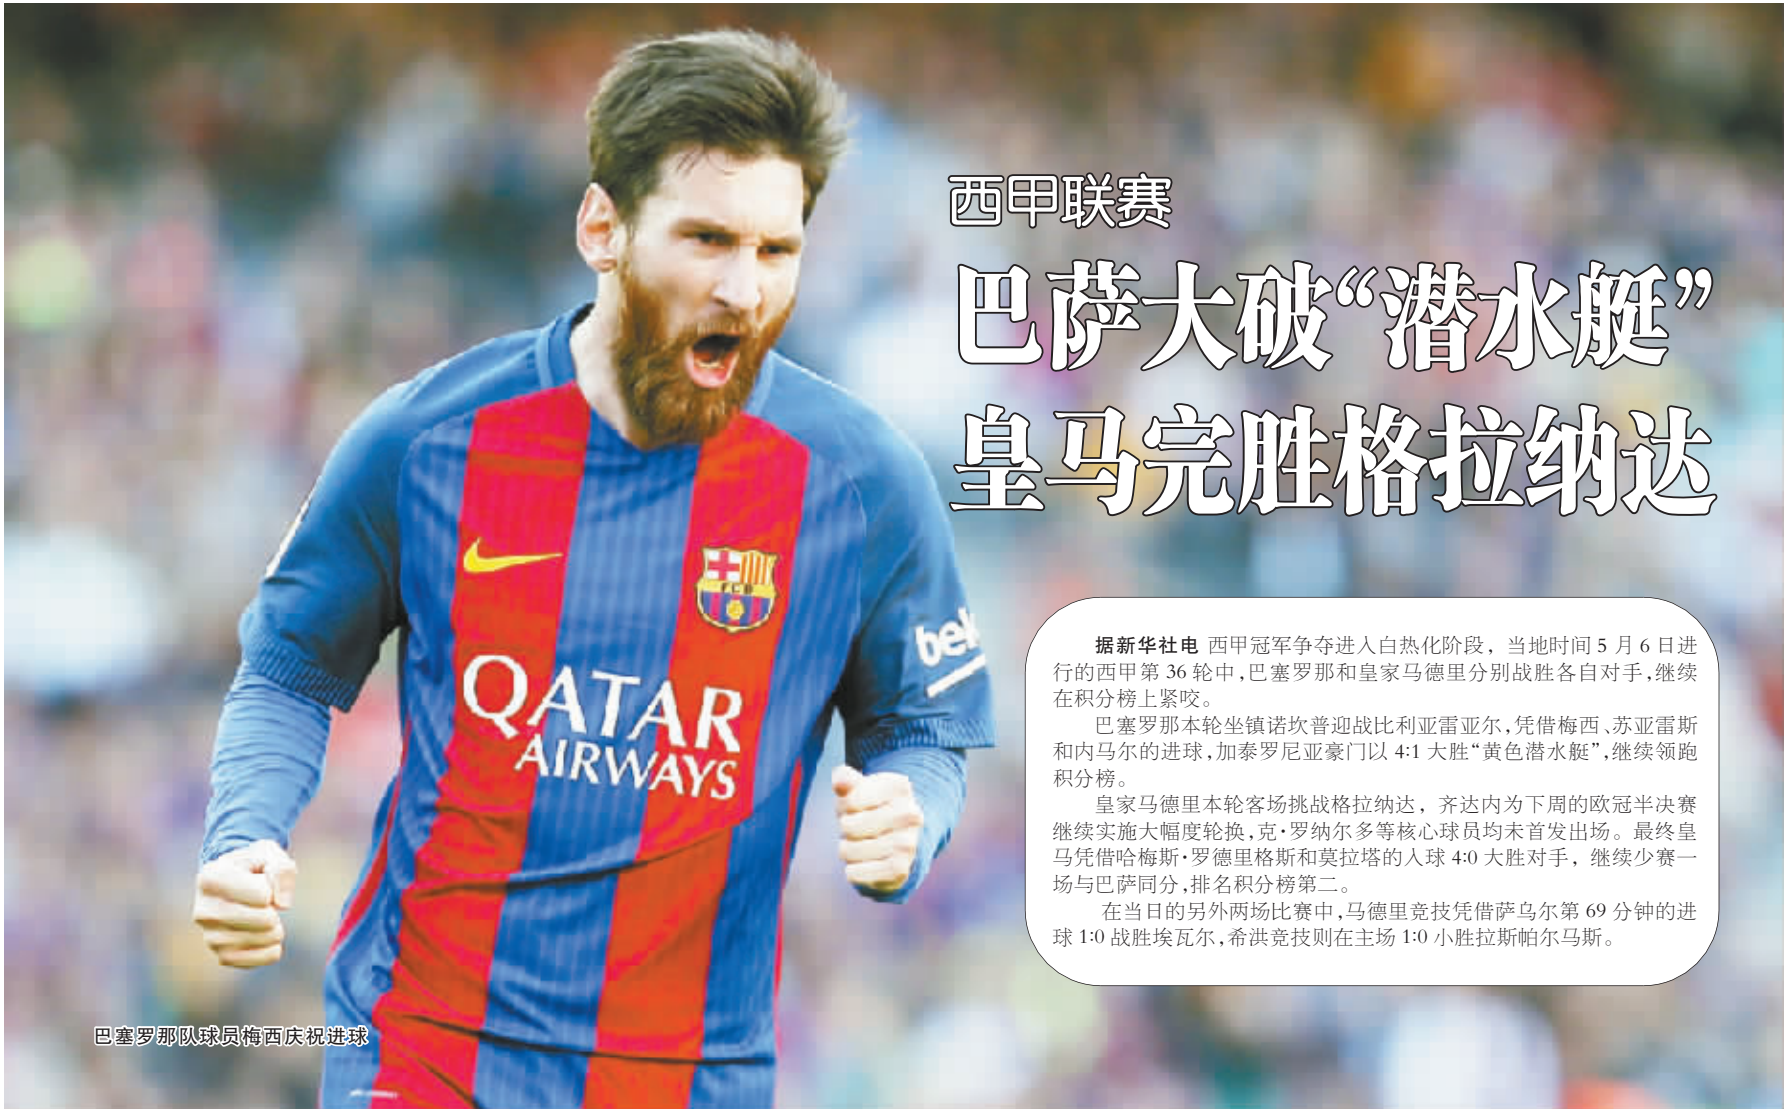 西甲联赛
巴萨大破“潜水艇”
皇马完胜格拉纳达
据新华社电 西甲冠军争夺进入白热化阶段，当地时间 5 月 6 日进
行的西甲第 36 轮中，巴塞罗那和皇家马德里分别战胜各自对手，继续
在积分榜上紧咬。
巴塞罗那本轮坐镇诺坎普迎战比利亚雷亚尔，凭借梅西、苏亚雷斯
和内马尔的进球，加泰罗尼亚豪门以 4:1 大胜“黄色潜水艇”，继续领跑
积分榜。
皇家马德里本轮客场挑战格拉纳达，齐达内为下周的欧冠半决赛
继续实施大幅度轮换，克·罗纳尔多等核心球员均未首发出场。最终皇
马凭借哈梅斯·罗德里格斯和莫拉塔的入球 4:0 大胜对手，继续少赛一
场与巴萨同分，排名积分榜第二。
在当日的另外两场比赛中，马德里竞技凭借萨乌尔第 69 分钟的进
球 1:0 战胜埃瓦尔，希洪竞技则在主场 1:0 小胜拉斯帕尔马斯。
FCB
beI
QATAR
AIRWAYS
巴塞罗那队球员梅西庆祝进球